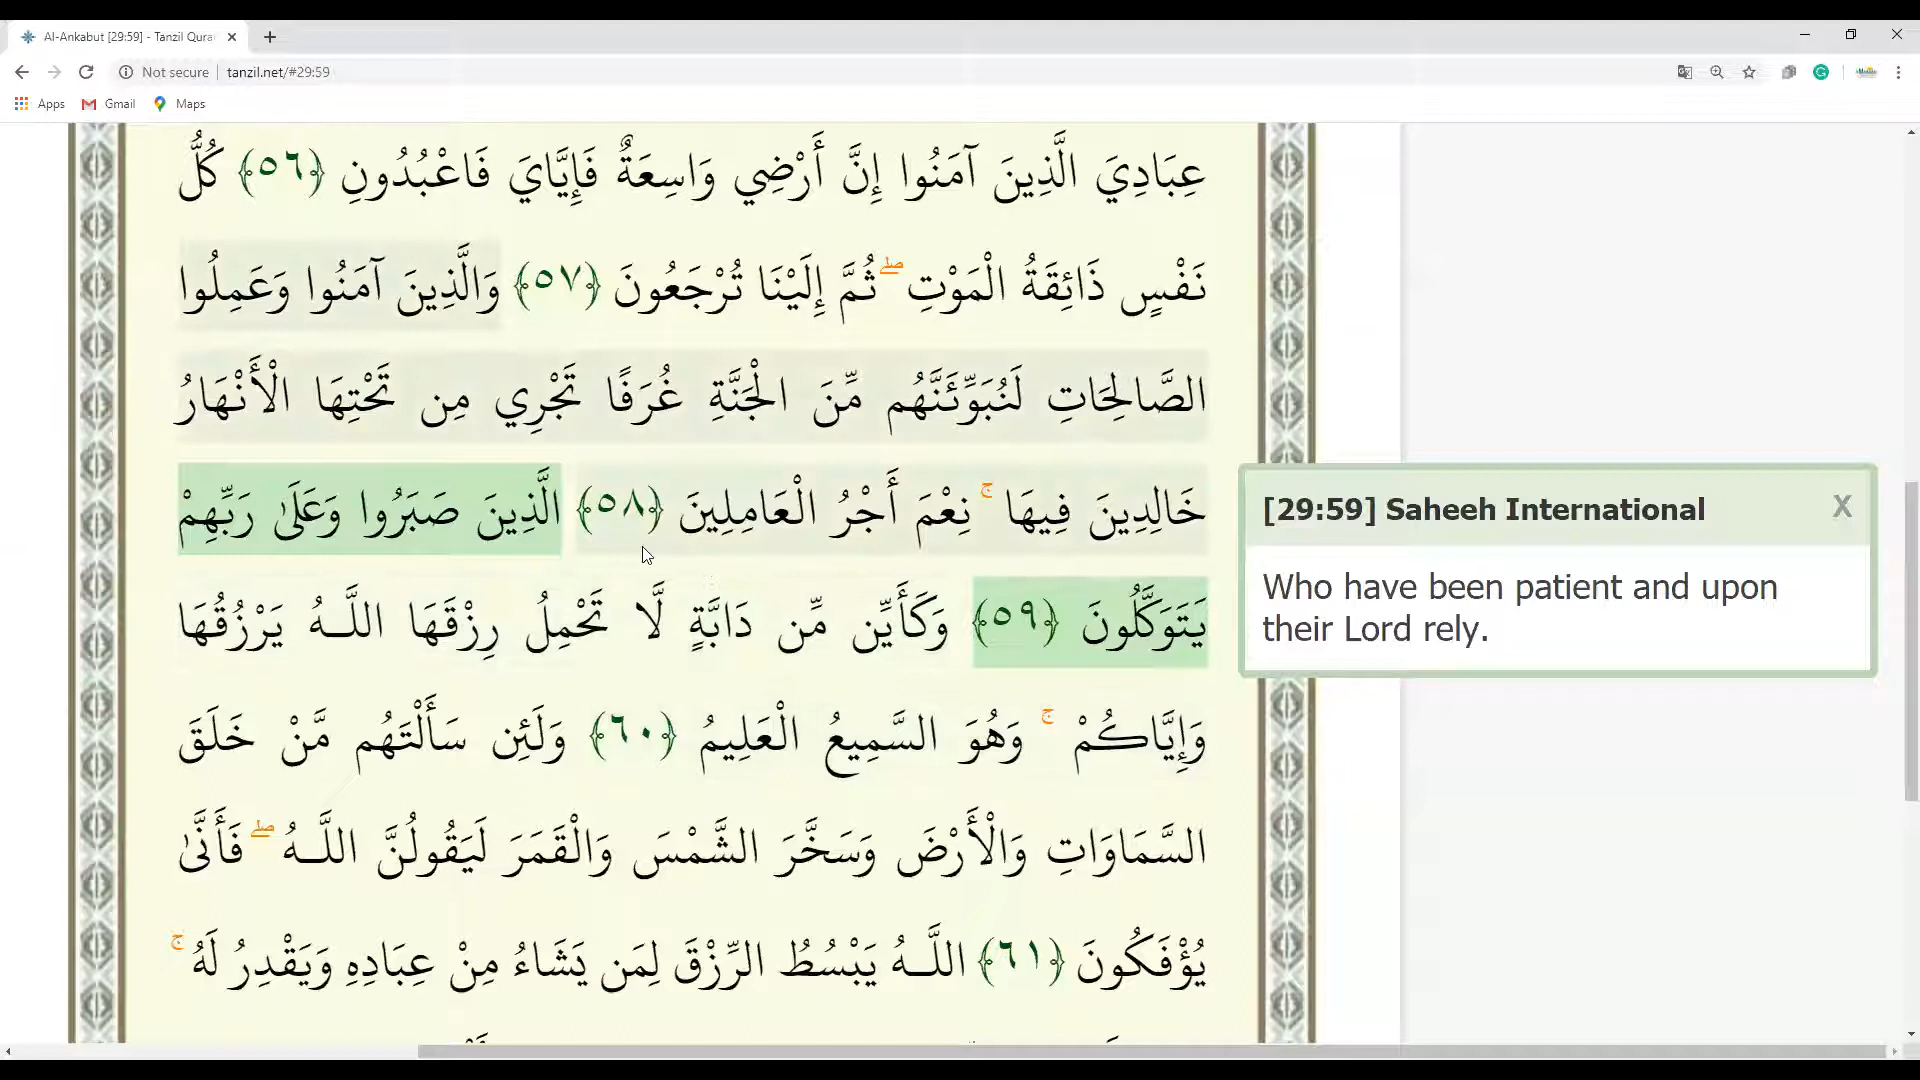 Al-Ankabut [29:59] - Tanzil Qura
Not secure tanzil.net/#29:59
Apps Gmail Maps
عِبَادِيَ الَّذِينَ آمَنُوا إِنَّ أَرْضِي وَاسِعَةٌ فَإِيَّايَ فَاعْبُدُونِ ﴿٥٦﴾ كُلُّ
نَفْسٍ ذَائِقَةُ الْمَوْتِ ۖ ثُمَّ إِلَيْنَا تُرْجَعُونَ ﴿٥٧﴾ وَالَّذِينَ آمَنُوا وَعَمِلُوا
الصَّالِحَاتِ لَنُبَوِّئَنَّهُم مِّنَ الْجَنَّةِ غُرَفًا تَجْرِي مِن تَحْتِهَا الْأَنْهَارُ
خَالِدِينَ فِيهَا ۚ نِعْمَ أَجْرُ الْعَامِلِينَ ﴿٥٨﴾ الَّذِينَ صَبَرُوا وَعَلَىٰ رَبِّهِمْ
يَتَوَكَّلُونَ ﴿٥٩﴾ وَكَأَيِّن مِّن دَابَّةٍ لَّا تَحْمِلُ رِزْقَهَا اللَّـهُ يَرْزُقُهَا
وَإِيَّاكُمْ ۚ وَهُوَ السَّمِيعُ الْعَلِيمُ ﴿٦٠﴾ وَلَئِن سَأَلْتَهُم مَّنْ خَلَقَ
السَّمَاوَاتِ وَالْأَرْضَ وَسَخَّرَ الشَّمْسَ وَالْقَمَرَ لَيَقُولُنَّ اللَّـهُ ۖ فَأَنَّىٰ
يُؤْفَكُونَ ﴿٦١﴾ اللَّـهُ يَبْسُطُ الرِّزْقَ لِمَن يَشَاءُ مِنْ عِبَادِهِ وَيَقْدِرُ لَهُ ۚ
[29:59] Saheeh International X
Who have been patient and upon
their Lord rely.